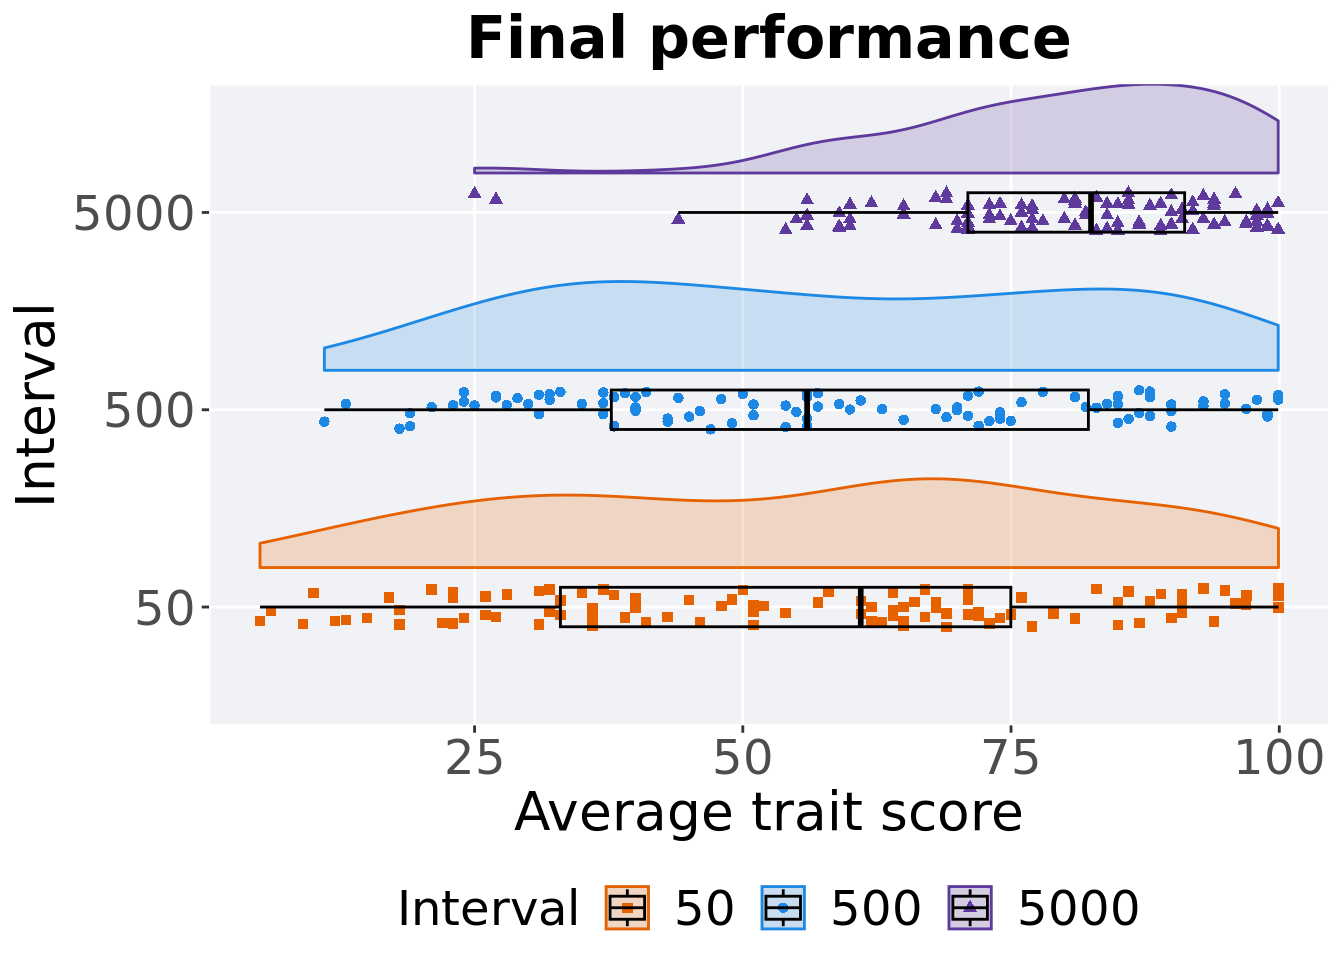 Final performance
Interval
5000
500
50
25 50 75 100
Average trait score
Interval 50 500 5000